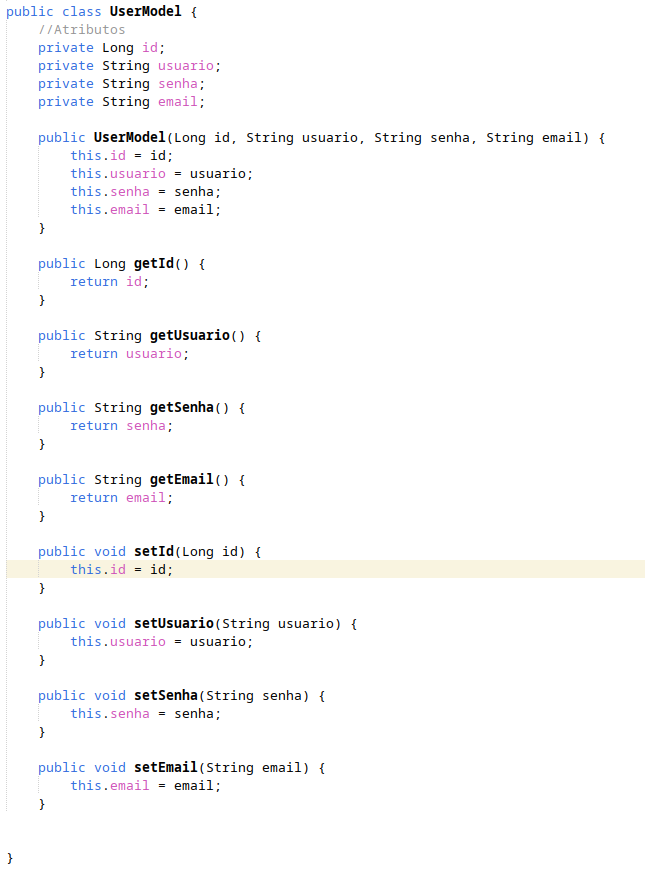 public class UserModel {
    //Atributos
    private Long id;
    private String usuario;
    private String senha;
    private String email;

    public UserModel(Long id, String usuario, String senha, String email) {
        this.id = id;
        this.usuario = usuario;
        this.senha = senha;
        this.email = email;
    }

    public Long getId() {
        return id;
    }

    public String getUsuario() {
        return usuario;
    }

    public String getSenha() {
        return senha;
    }

    public String getEmail() {
        return email;
    }

    public void setId(Long id) {
        this.id = id;
    }

    public void setUsuario(String usuario) {
        this.usuario = usuario;
    }

    public void setSenha(String senha) {
        this.senha = senha;
    }

    public void setEmail(String email) {
        this.email = email;
    }


}